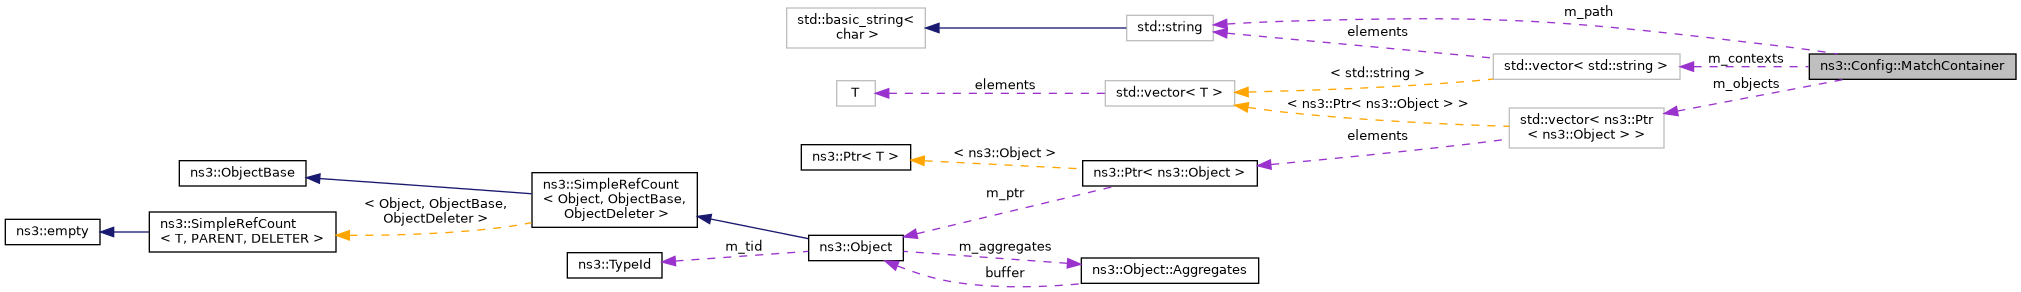 std::basic_string<
char >
std::string
m_path
elements
std::vector< std::string >
m_contexts
ns3::Config::MatchContainer
T
elements
std::vector< T >
< std::string >
< ns3::Ptr< ns3::Object > >
m_objects
std::vector< ns3::Ptr
< ns3::Object > >
elements
ns3::Ptr< T >
< ns3::Object >
ns3::Ptr< ns3::Object >
ns3::ObjectBase
ns3::SimpleRefCount
< Object, ObjectBase,
ObjectDeleter >
m_ptr
< Object, ObjectBase,
ObjectDeleter >
ns3::empty
ns3::SimpleRefCount
< T, PARENT, DELETER >
ns3::Object
m_tid
ns3::TypeId
m_aggregates
buffer
ns3::Object::Aggregates